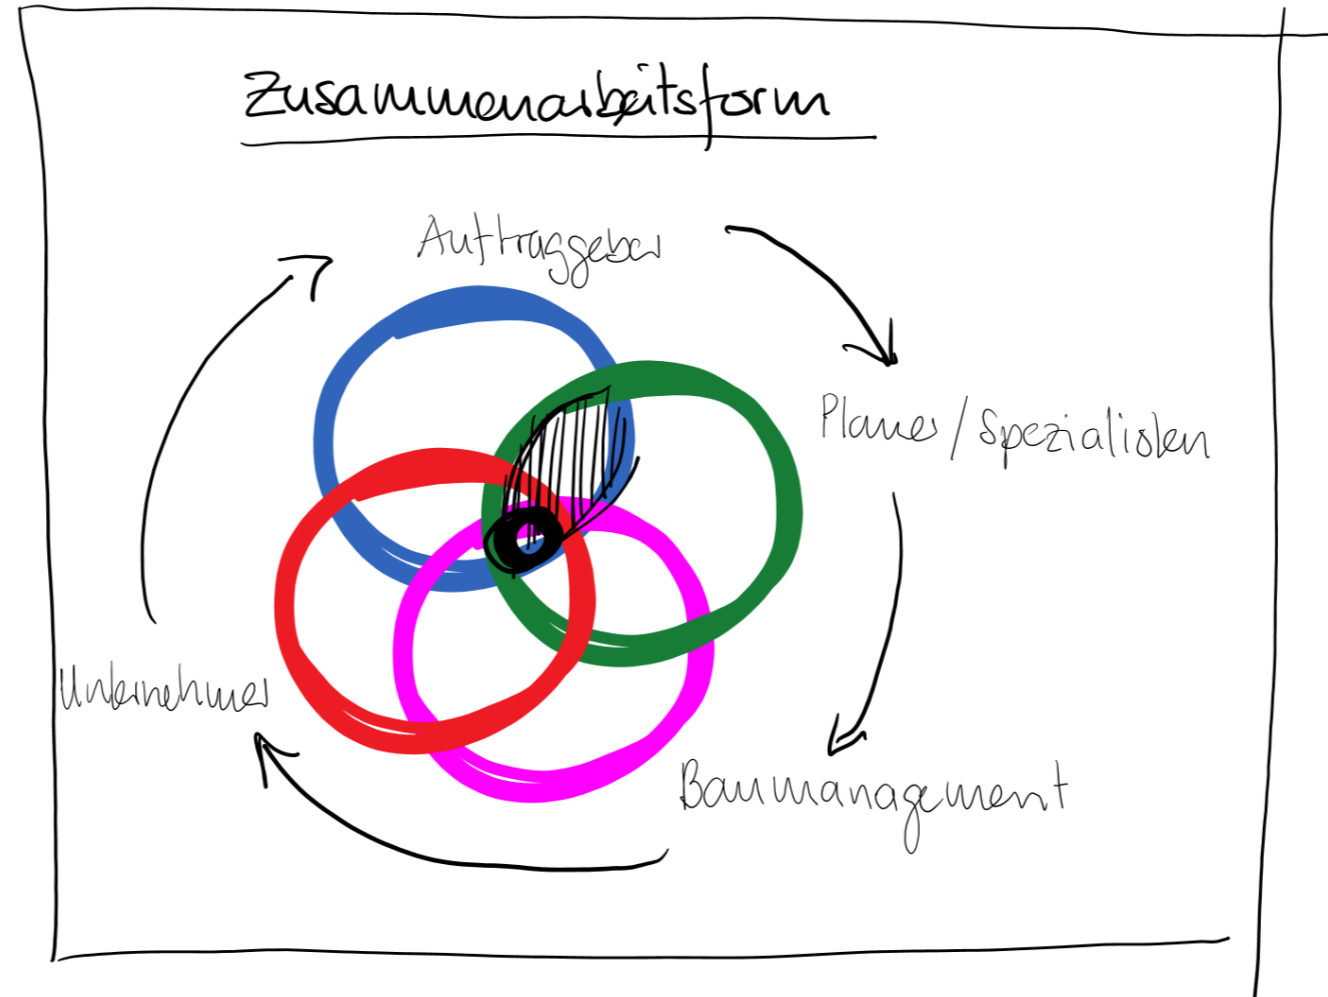 Zusammenarbeitsform
Auftraggeber
Planer / Spezialisten
Unternehmer
Baumanagement